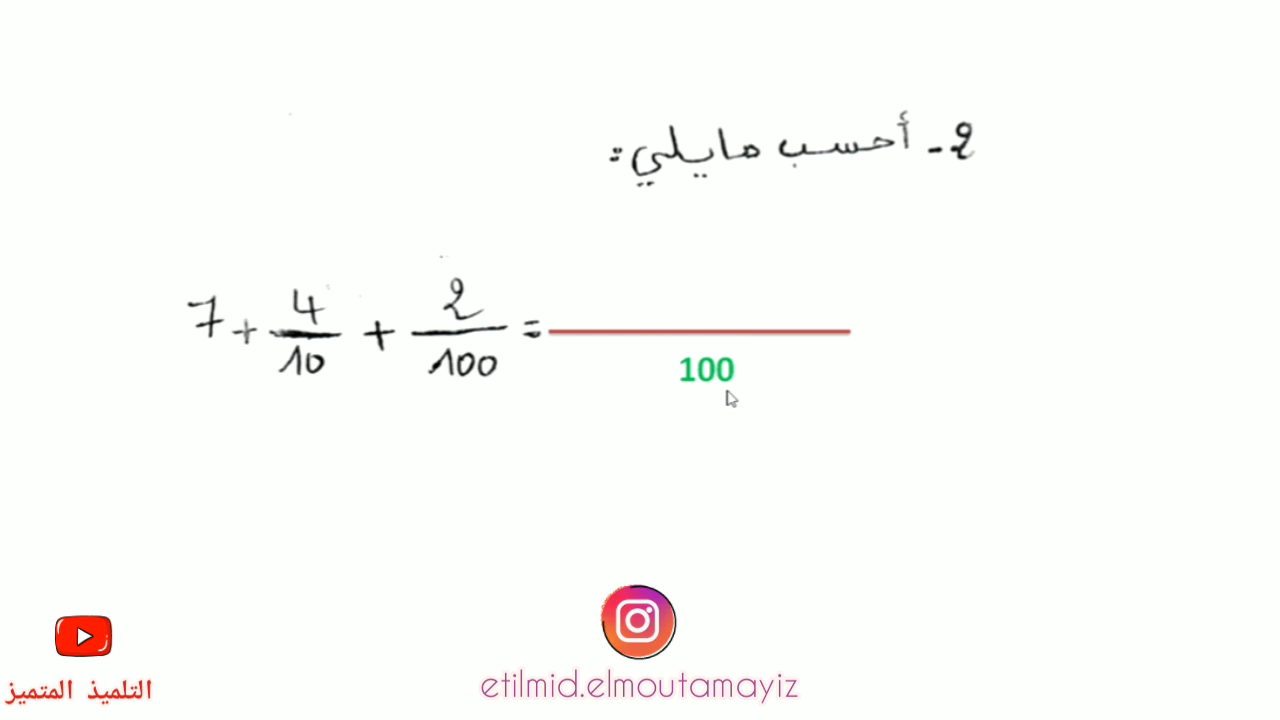 2- أحسب مايلي:
7 + 4/10 + 2/100 = /100
التلميذ المتميز
etilmid.elmoutamayiz